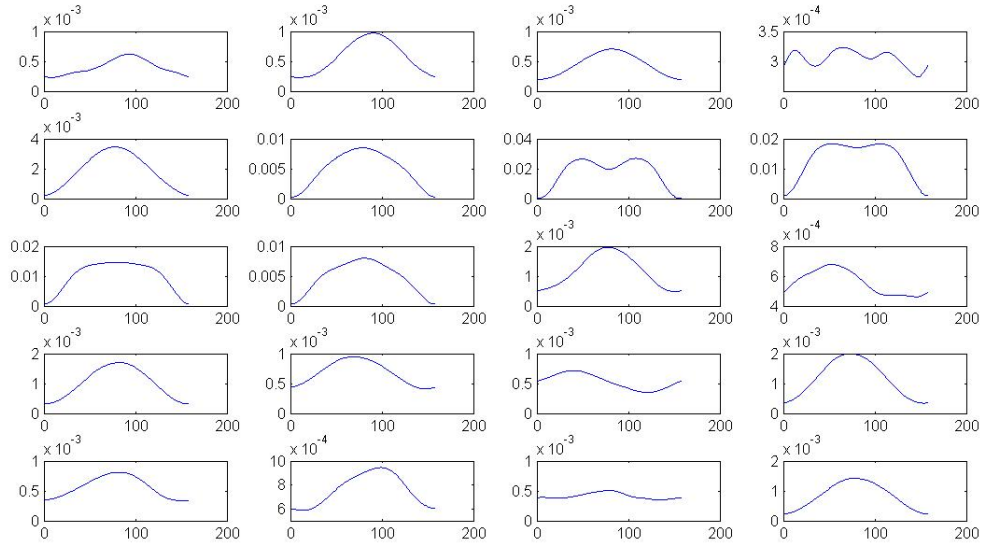 x 10⁻³ x 10⁻³ x 10⁻³ x 10⁻⁴
1 1 1 3.5
0.5 0.5 0.5 3
0 0 0
0 100 200 0 100 200 0 100 200 0 100 200
x 10⁻³
4 0.01 0.04 0.02
2 0.005 0.02 0.01
0 0 0 0
0 100 200 0 100 200 0 100 200 0 100 200
x 10⁻³ x 10⁻⁴
0.02 0.01 2 8
0.01 0.005 1 6
0 0 0 4
0 100 200 0 100 200 0 100 200 0 100 200
x 10⁻³ x 10⁻³ x 10⁻³ x 10⁻³
2 1 1 2
1 0.5 0.5 1
0 0 0 0
0 100 200 0 100 200 0 100 200 0 100 200
x 10⁻³ x 10⁻⁴ x 10⁻³ x 10⁻³
1 10 1 2
0.5 8 0.5 1
6
0 0 0
0 100 200 0 100 200 0 100 200 0 100 200